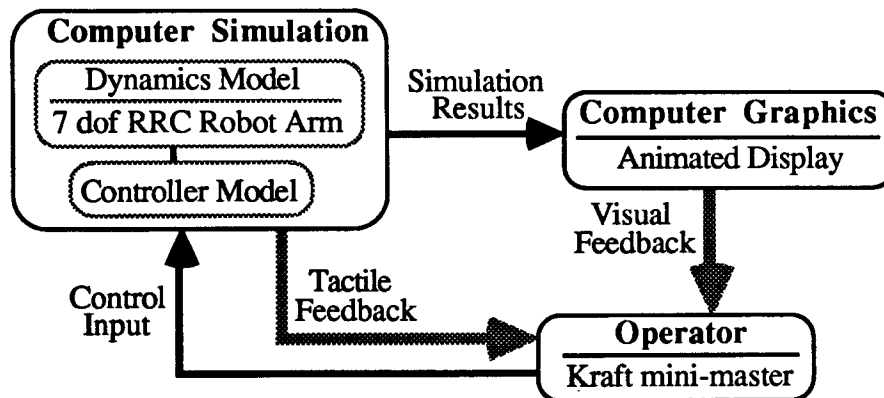 Computer Simulation
Dynamics Model
7 dof RRC Robot Arm
Controller Model
Simulation
Results
Computer Graphics
Animated Display
Visual
Feedback
Control
Input
Tactile
Feedback
Operator
Kraft mini-master